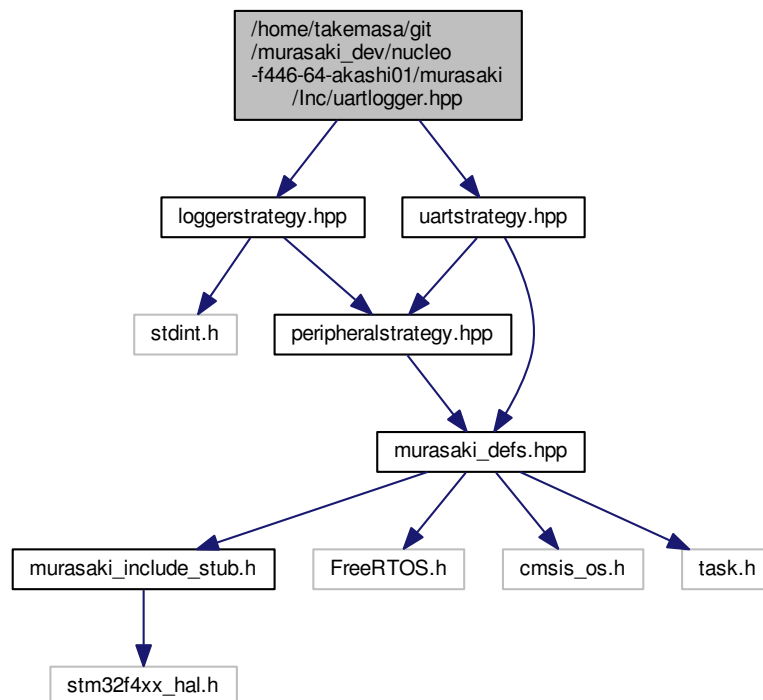 /home/takemasa/git
/murasaki_dev/nucleo
-f446-64-akashi01/murasaki
/Inc/uartlogger.hpp
loggerstrategy.hpp
uartstrategy.hpp
stdint.h
peripheralstrategy.hpp
murasaki_defs.hpp
murasaki_include_stub.h
FreeRTOS.h
cmsis_os.h
task.h
stm32f4xx_hal.h